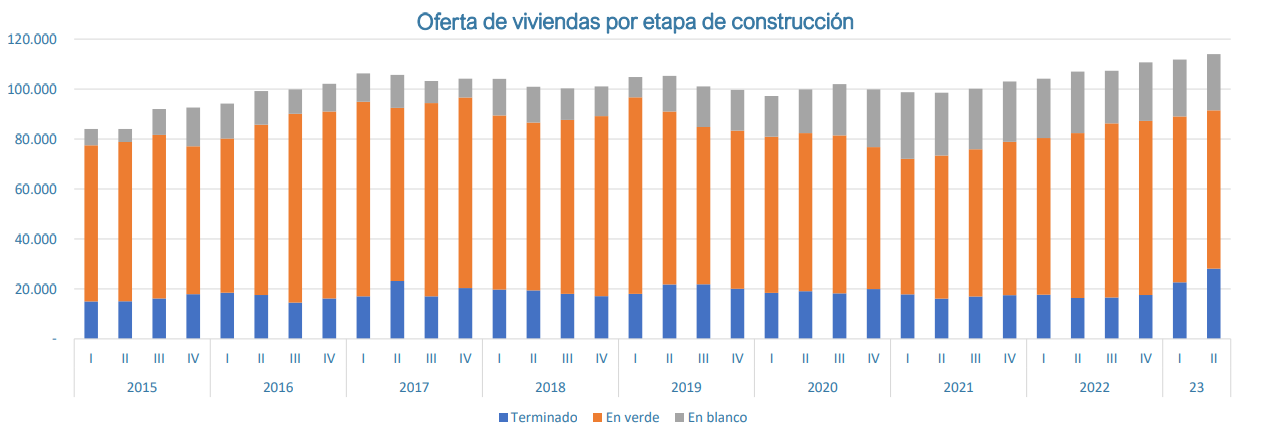 Oferta de viviendas por etapa de construcción
120.000
100.000
80.000
60.000
40.000
20.000
-
I II III IV I II III IV I II III IV I II III IV I II III IV I II III IV I II III IV I II III IV I II
2015 2016 2017 2018 2019 2020 2021 2022 23
Terminado En verde En blanco